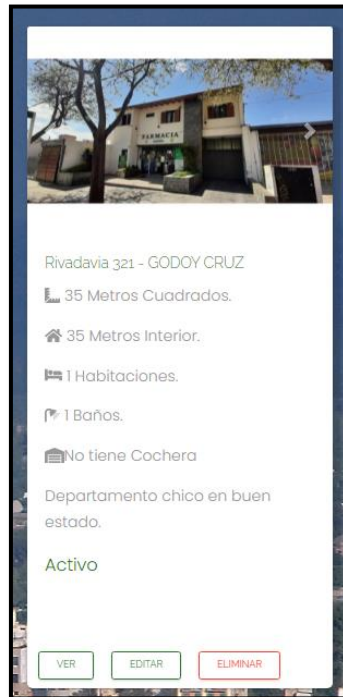 FARMACIA
Rivadavia 321 - GODOY CRUZ
35 Metros Cuadrados.
35 Metros Interior.
1 Habitaciones.
1 Baños.
No tiene Cochera
Departamento chico en buen
estado.
Activo
VER EDITAR ELIMINAR